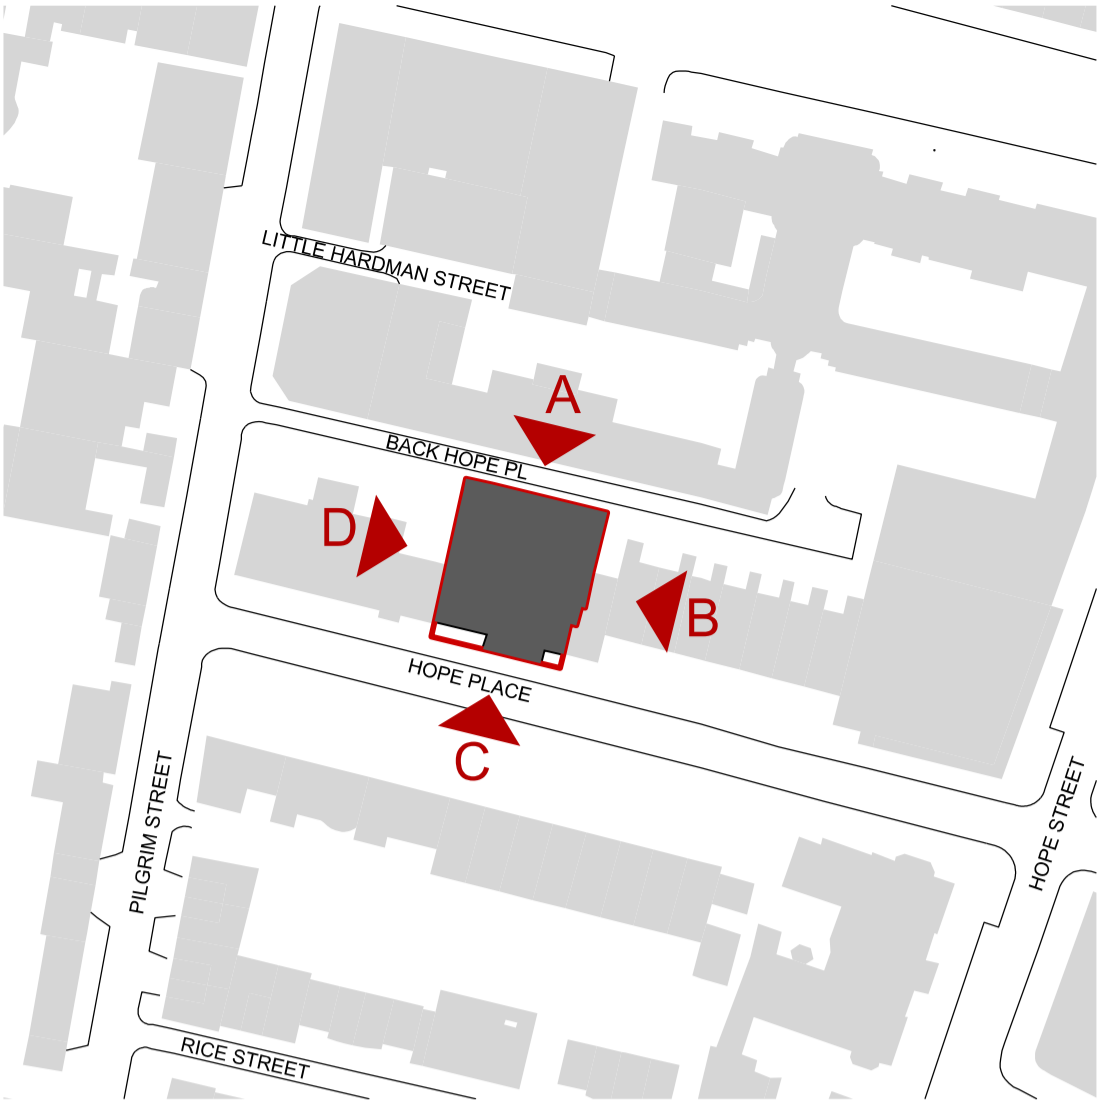 LITTLE HARDMAN STREET
A
BACK HOPE PL
D
B
HOPE PLACE
C
PILGRIM STREET
HOPE STREET
RICE STREET